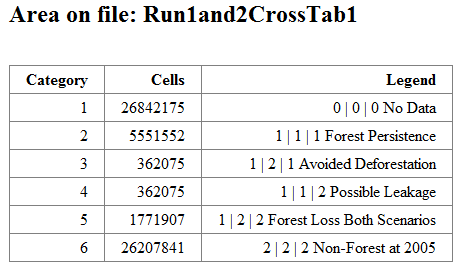 Area on file: Run1and2CrossTab1
Category Cells Legend
1 26842175 0 | 0 | 0 No Data
2 5551552 1 | 1 | 1 Forest Persistence
3 362075 1 | 2 | 1 Avoided Deforestation
4 362075 1 | 1 | 2 Possible Leakage
5 1771907 1 | 2 | 2 Forest Loss Both Scenarios
6 26207841 2 | 2 | 2 Non-Forest at 2005